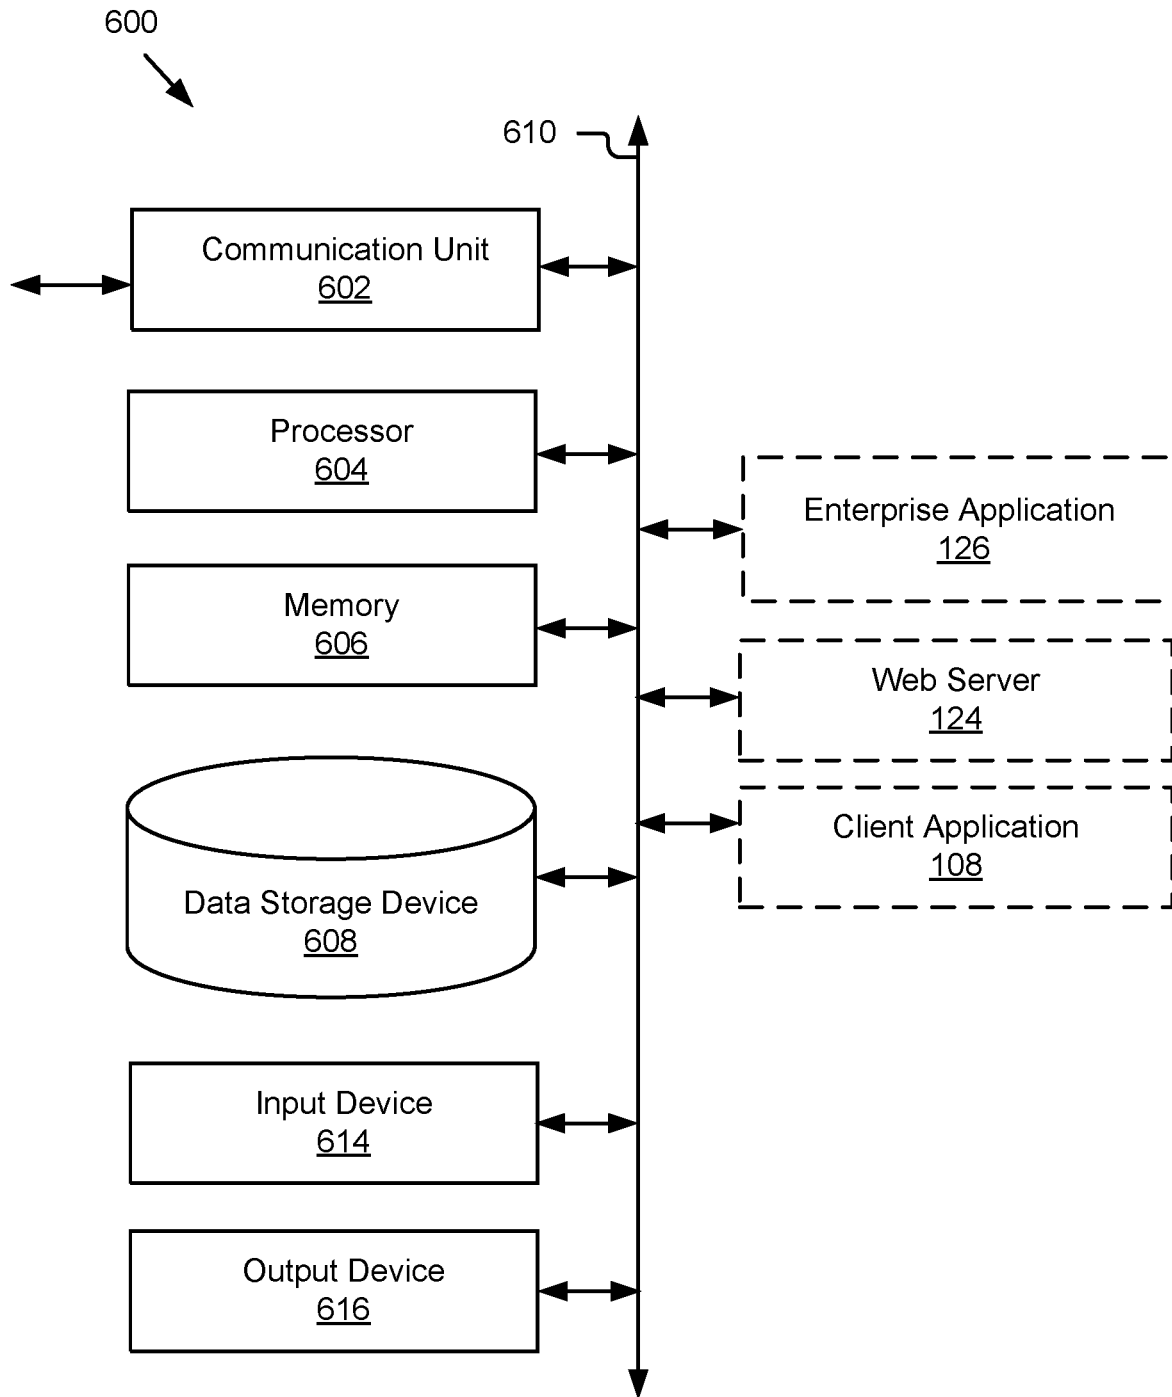 600
610
Communication Unit
602
Processor
604
Enterprise Application
126
Memory
606
Web Server
124
Client Application
108
Data Storage Device
608
Input Device
614
Output Device
616